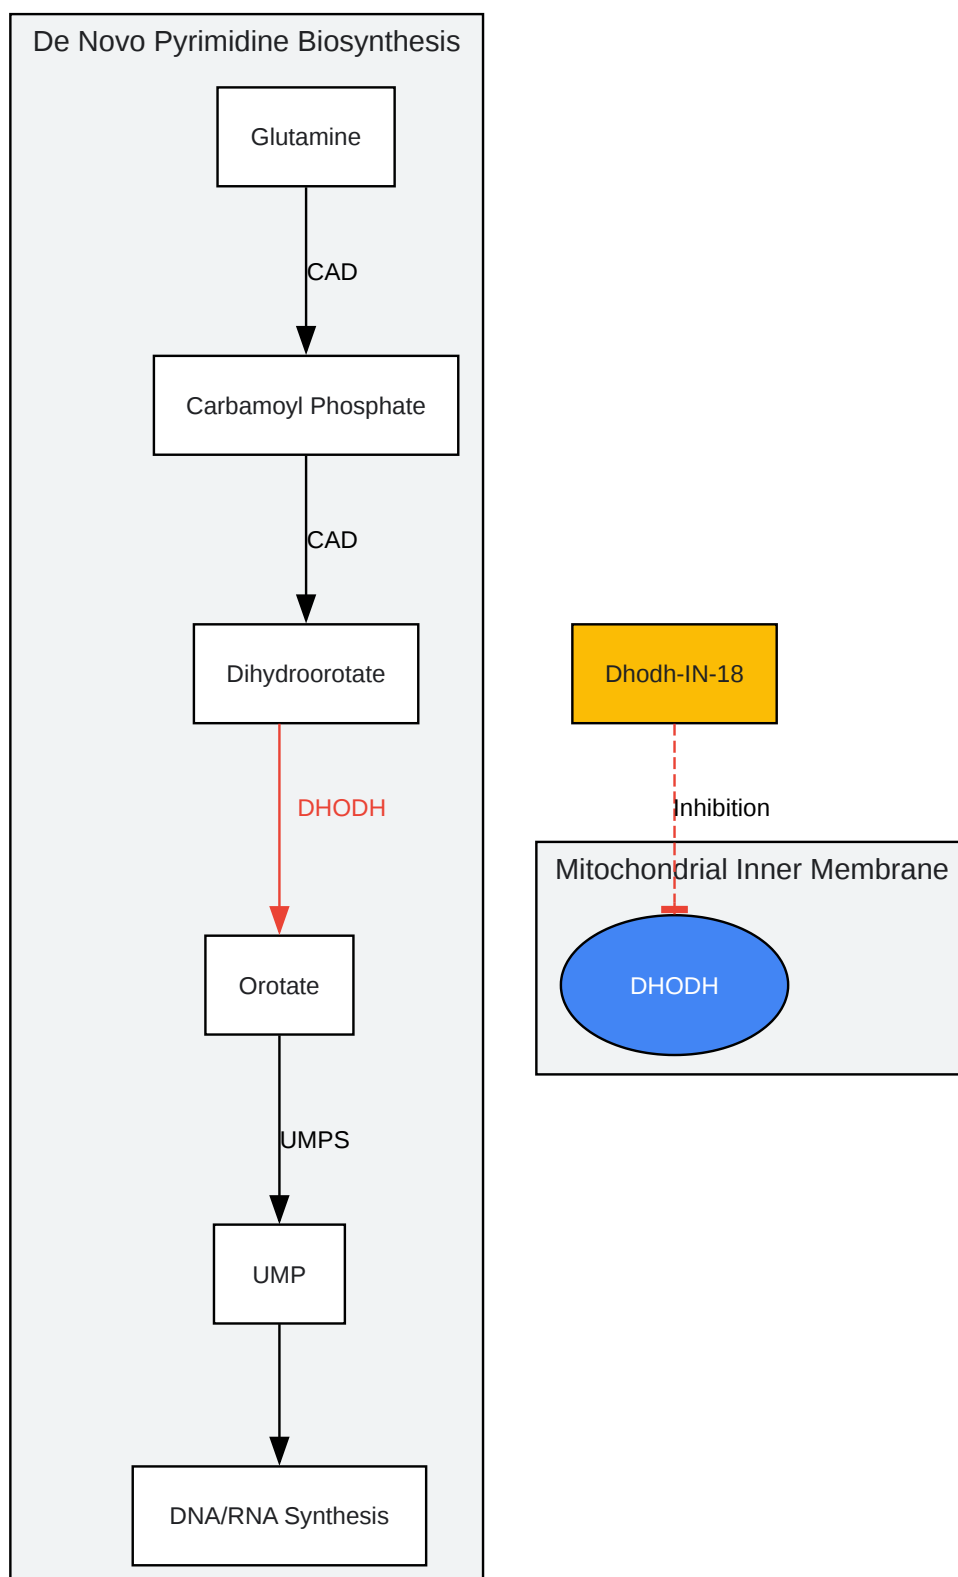 De Novo Pyrimidine Biosynthesis
Glutamine
CAD
Carbamoyl Phosphate
CAD
Dihydroorotate
DHODH
Orotate
UMPS
UMP
DNA/RNA Synthesis
Dhodh-IN-18
Inhibition
Mitochondrial Inner Membrane
DHODH